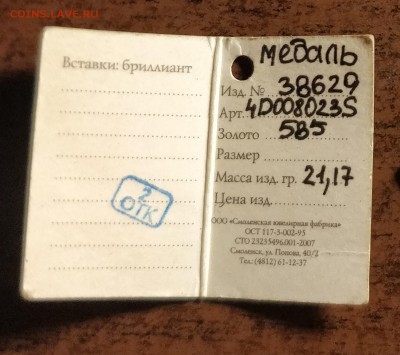 COINS.LAVE.RU
Вставки: бриллиант
2
ОТК
медаль
Изд. № 38629
Арт. 4D008023S
Золото 585
Размер
Масса изд. гр. 21,17
Цена изд.
ООО «Смоленская ювелирная фабрика»
ОСТ 117-3-002-95
СТО 23235496.001-2007
Смоленск, ул. Попова, 40/2
Тел.: (4812) 61-12-37